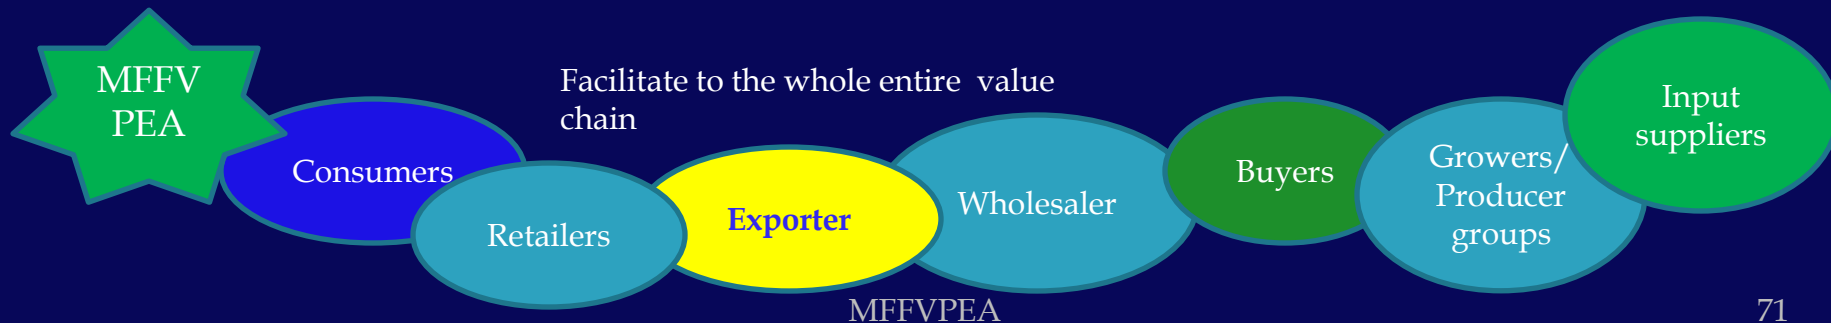 MFFV
PEA
Facilitate to the whole entire value
chain
Consumers
Retailers
Exporter
Wholesaler
Buyers
Growers/
Producer
groups
Input
suppliers
MFFVPEA
71